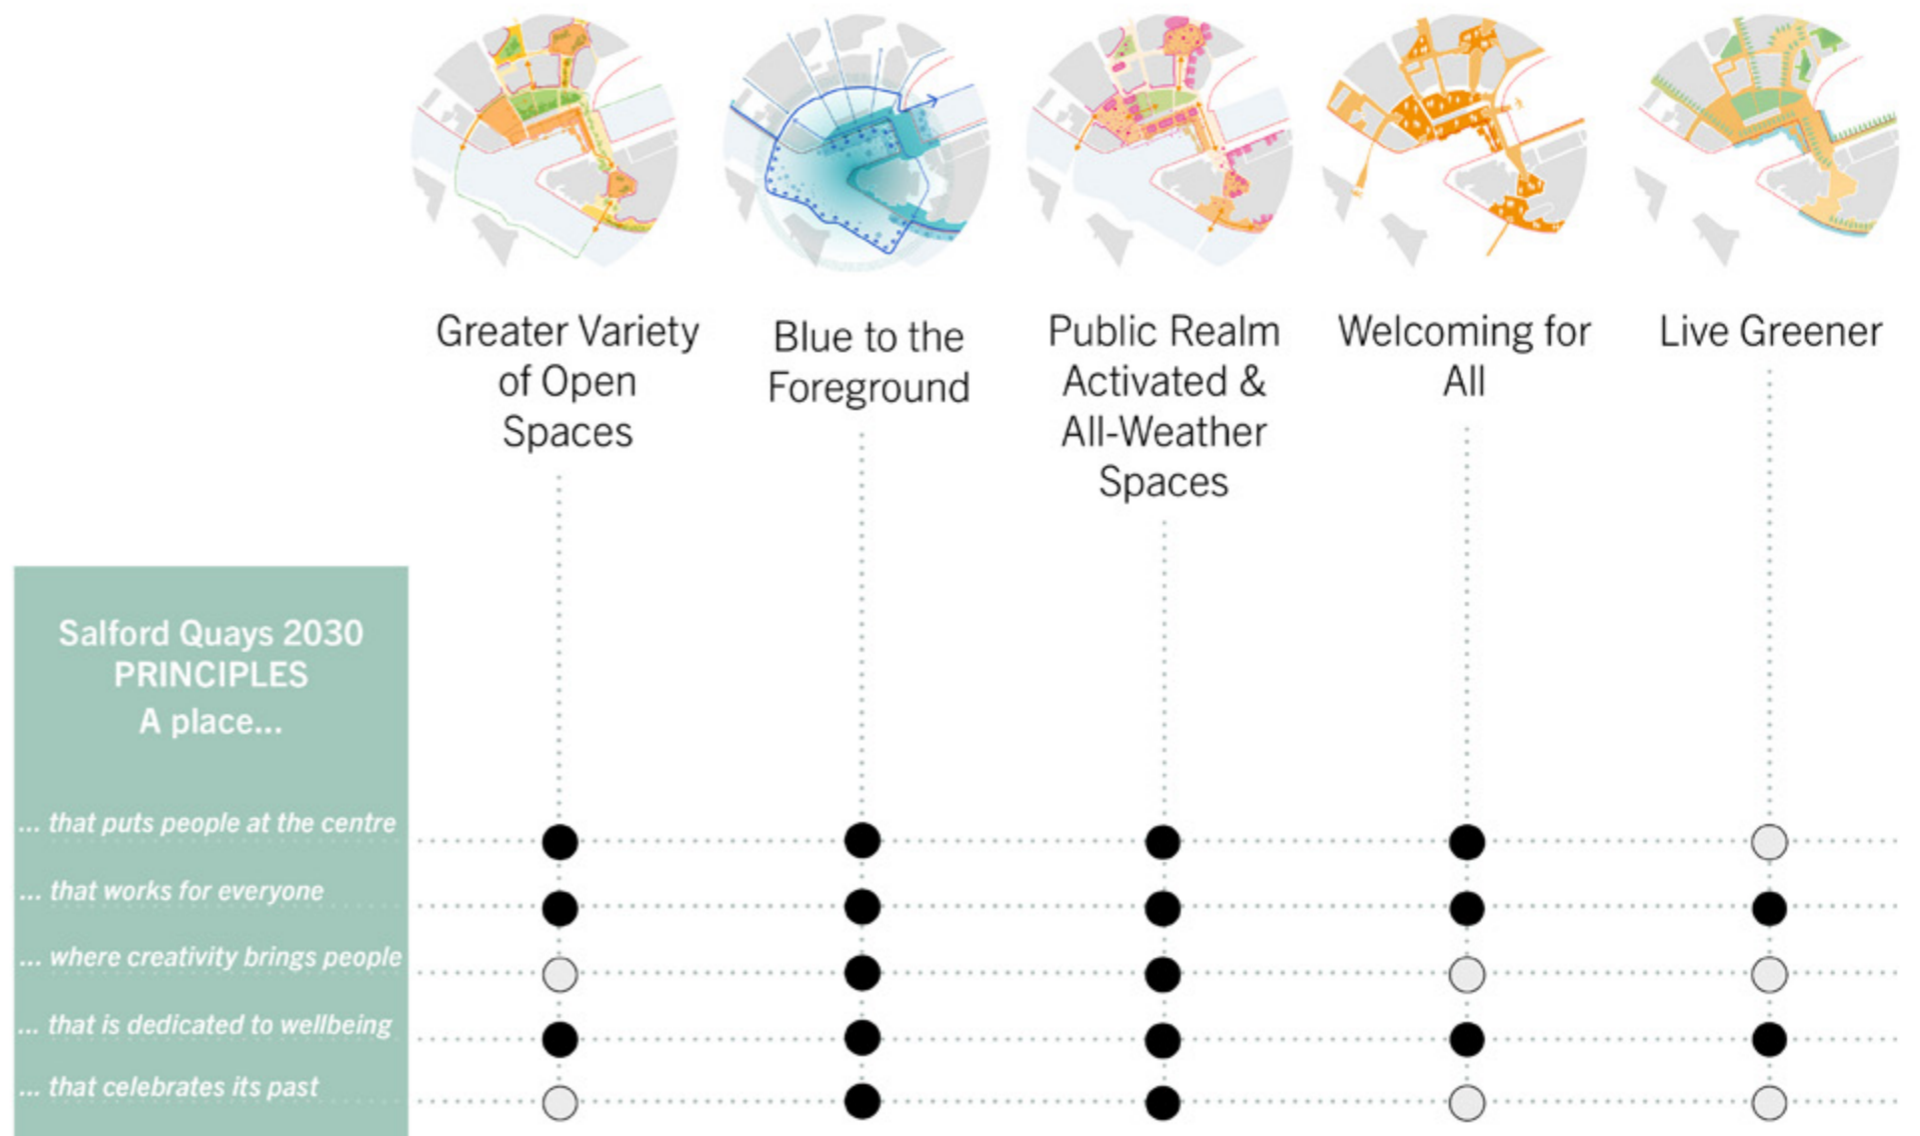 Greater Variety
of Open
Spaces
Blue to the
Foreground
Public Realm
Activated &
All-Weather
Spaces
Welcoming for
All
Live Greener
Salford Quays 2030
PRINCIPLES
A place...
... that puts people at the centre
... that works for everyone
... where creativity brings people
... that is dedicated to wellbeing
... that celebrates its past